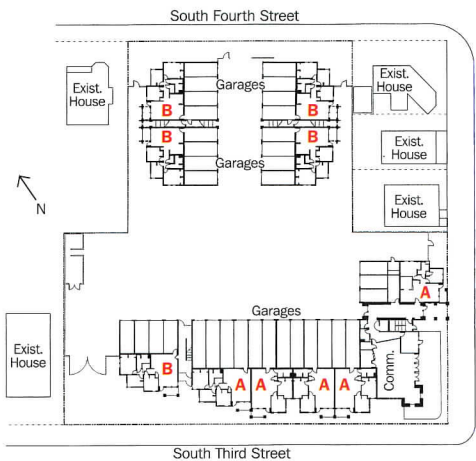 South Fourth Street
Exist.
House
Garages
Exist.
House
B
B
B
B
Exist.
House
Garages
N
Exist.
House
A
Garages
Exist.
House
Comm.
B
A
A
A
A
South Third Street